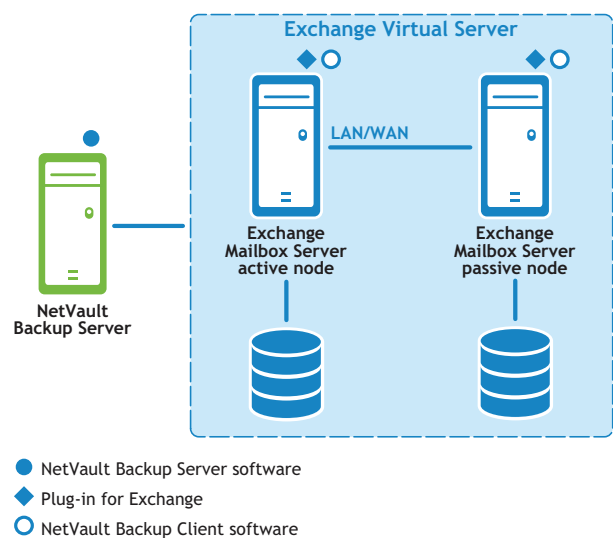 Exchange Virtual Server
LAN/WAN
Exchange
Mailbox Server
active node
Exchange
Mailbox Server
passive node
NetVault
Backup Server
NetVault Backup Server software
Plug-in for Exchange
NetVault Backup Client software